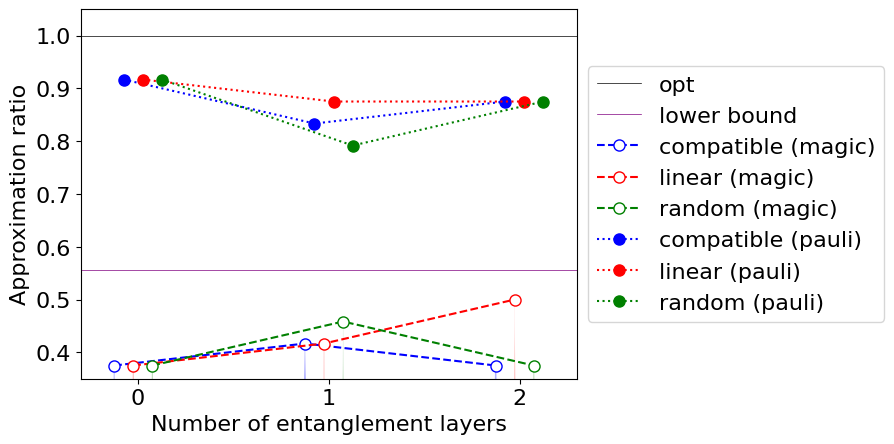 1.0
0.9
0.8
0.7
0.6
0.5
0.4
Approximation ratio
0
1
2
Number of entanglement layers
opt
lower bound
compatible (magic)
linear (magic)
random (magic)
compatible (pauli)
linear (pauli)
random (pauli)